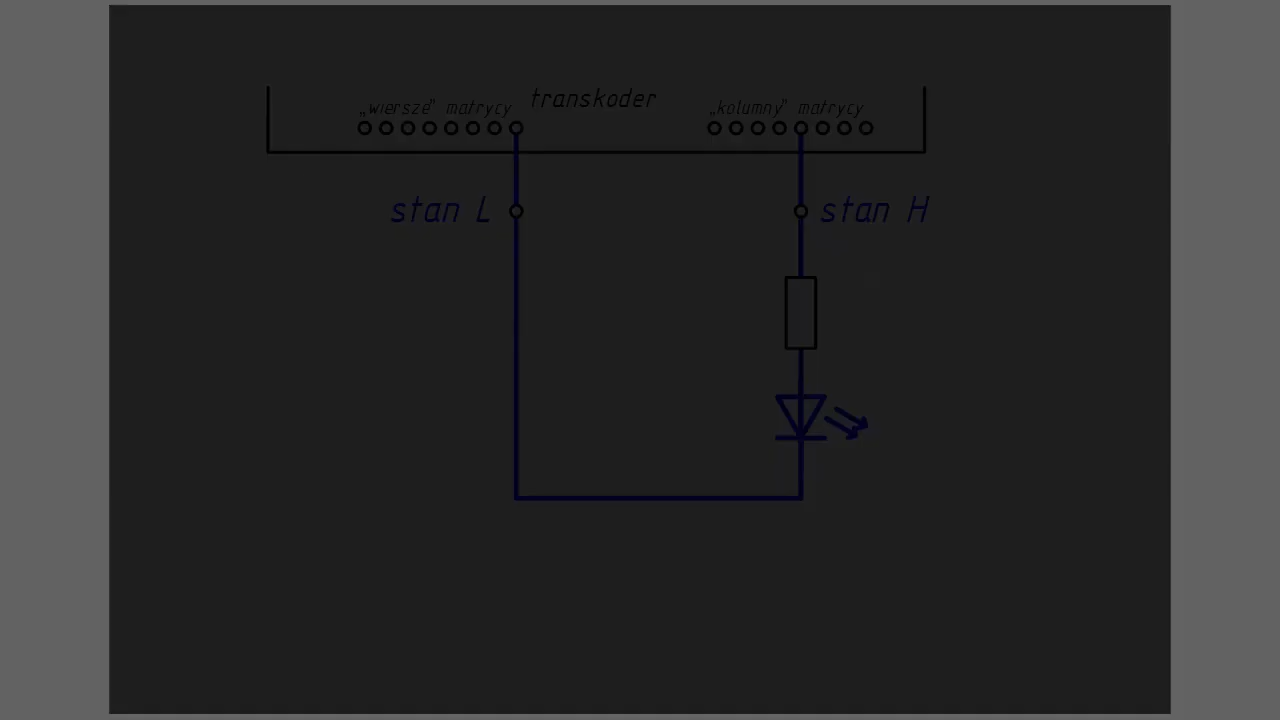 transkoder
„wiersze” matrycy
„kolumny” matrycy
stan L
stan H